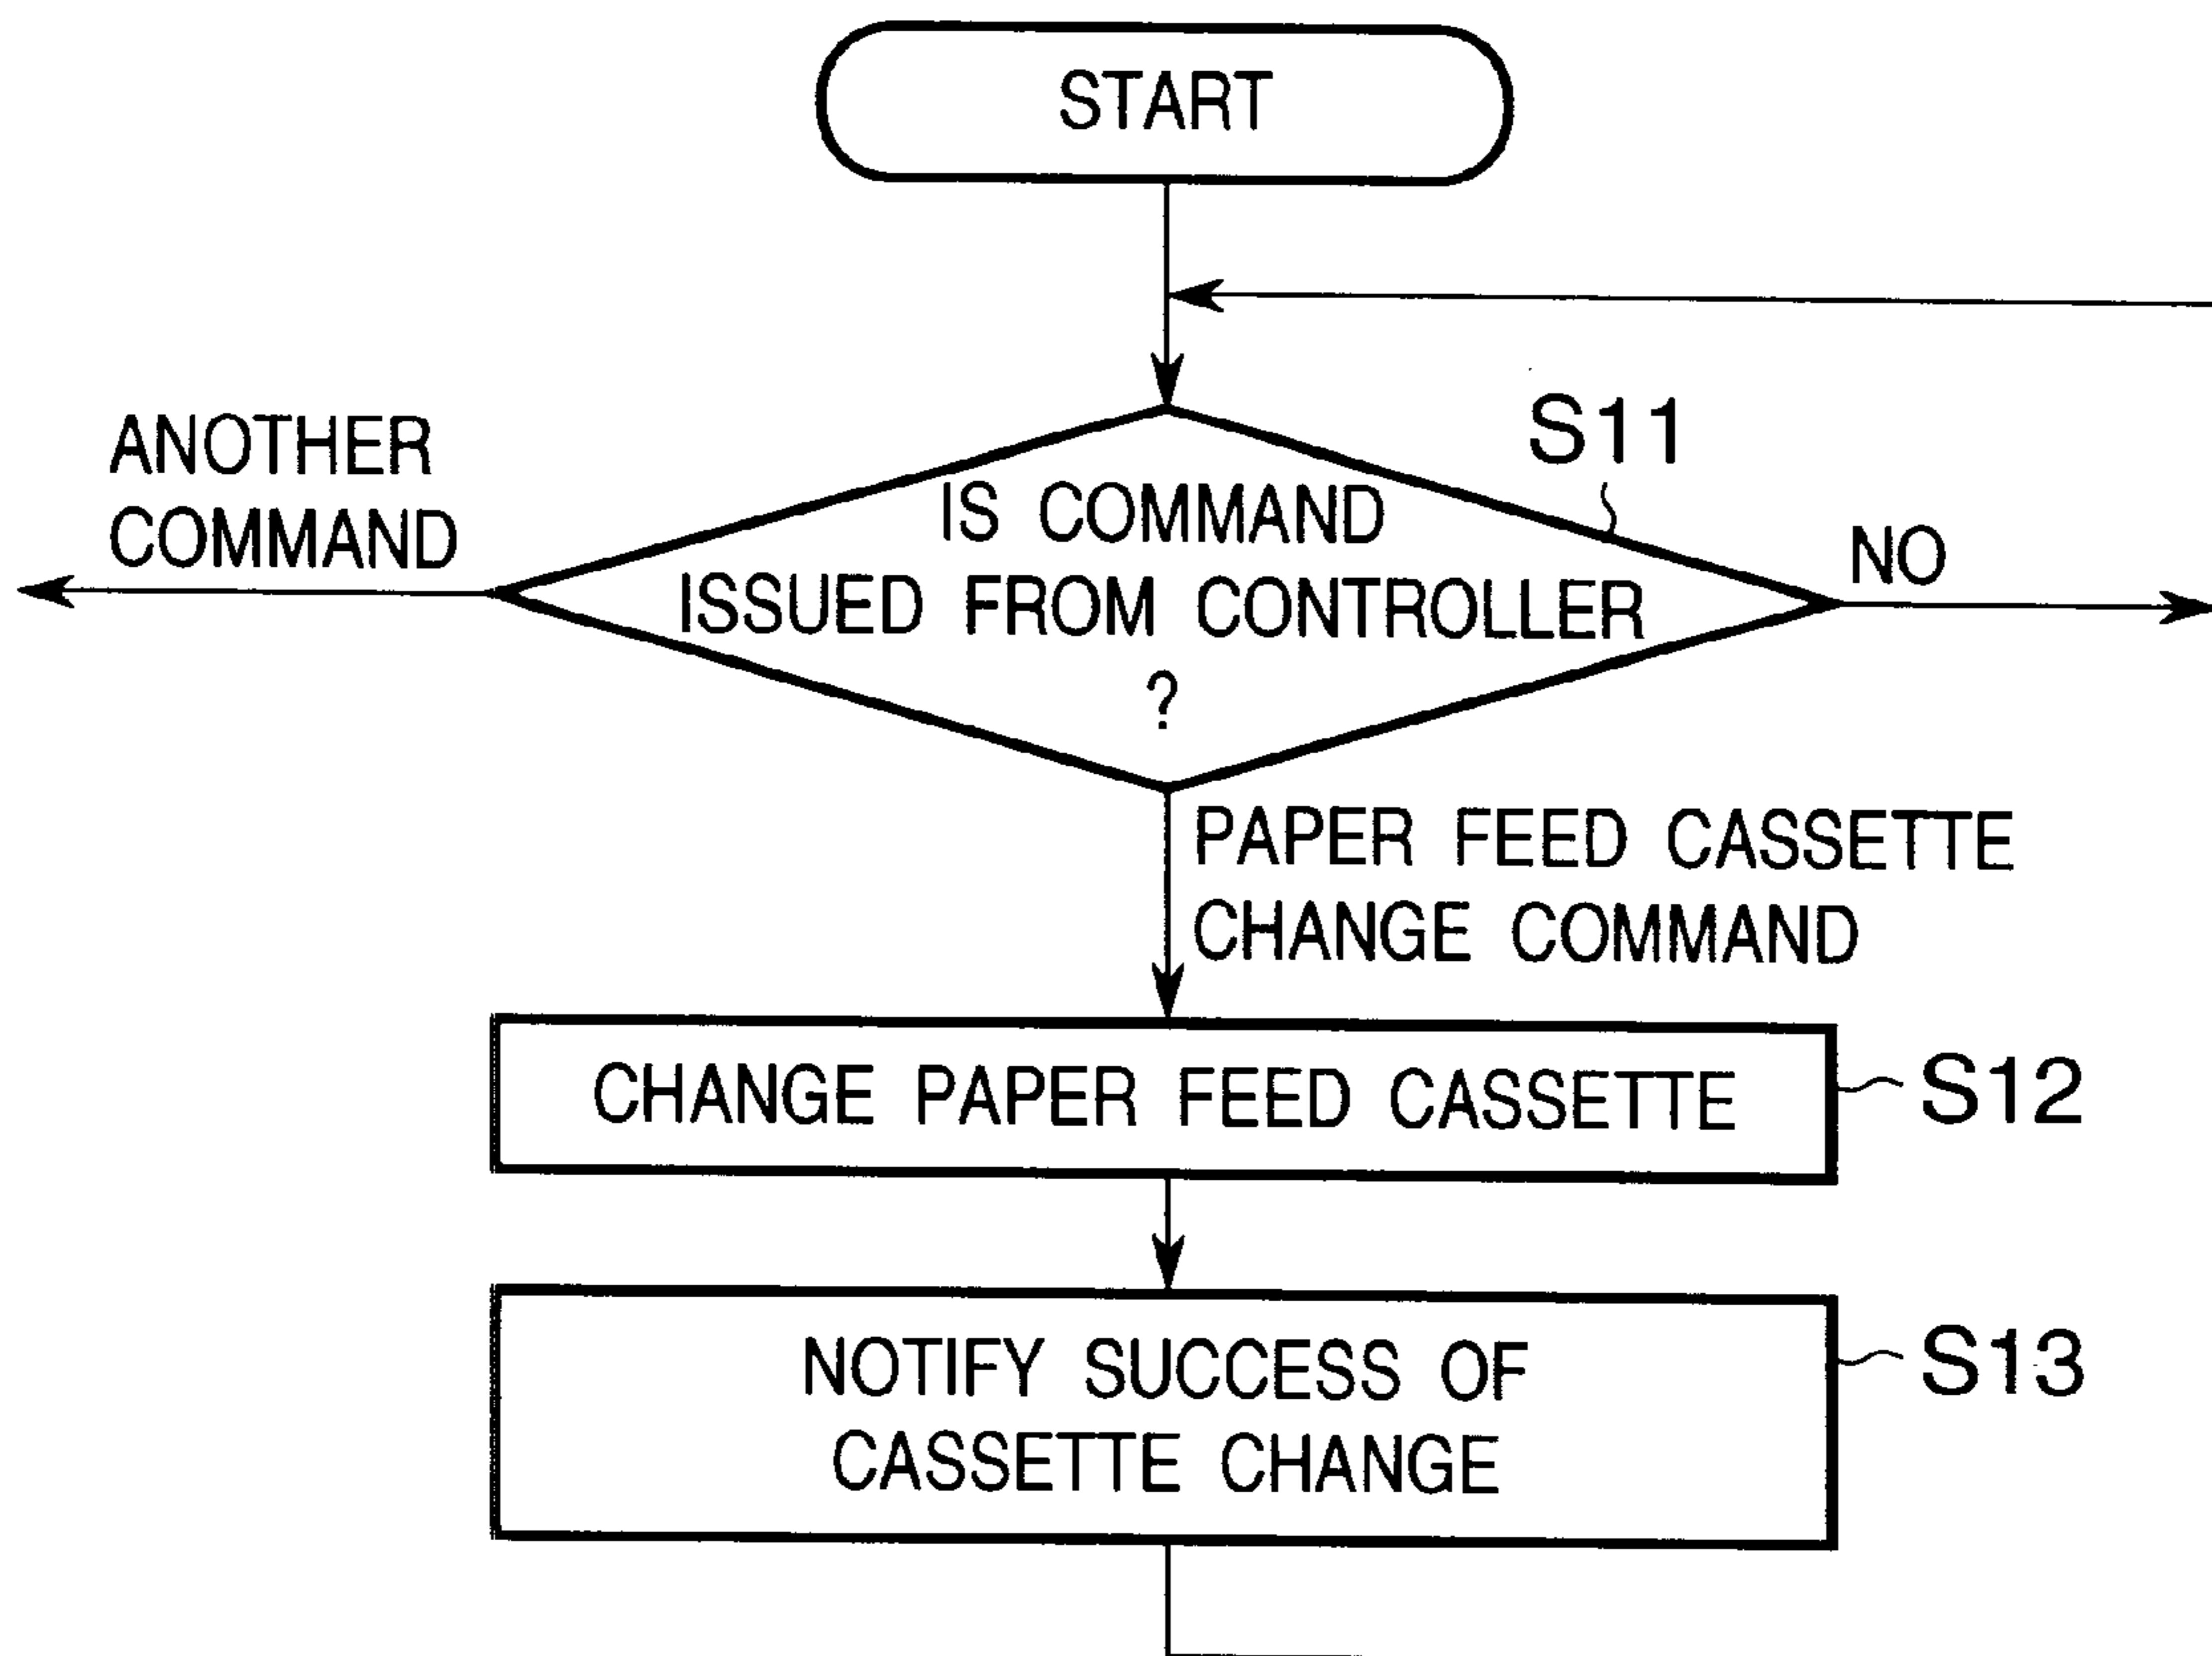 START
S11
ANOTHER
COMMAND
IS COMMAND
ISSUED FROM CONTROLLER
?
NO
PAPER FEED CASSETTE
CHANGE COMMAND
CHANGE PAPER FEED CASSETTE
S12
NOTIFY SUCCESS OF
CASSETTE CHANGE
S13